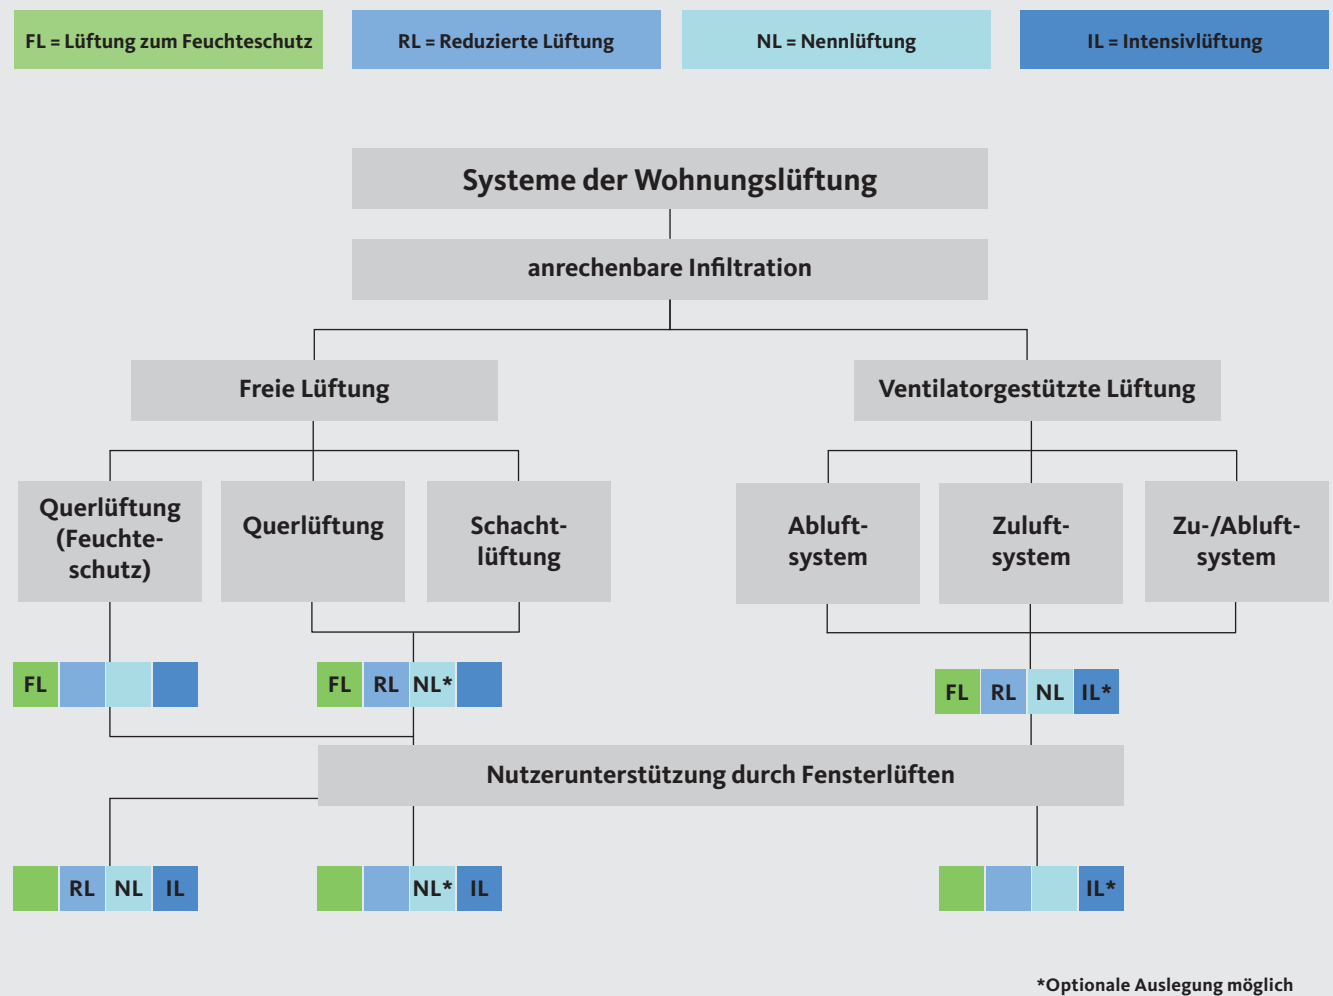 FL = Lüftung zum Feuchteschutz
RL = Reduzierte Lüftung
NL = Nennlüftung
IL = Intensivlüftung
Systeme der Wohnungslüftung
anrechenbare Infiltration
Freie Lüftung
Ventilatorgestützte Lüftung
Querlüftung
(Feuchte-
schutz)
Querlüftung
Schacht-
lüftung
Abluft-
system
Zuluft-
system
Zu-/Abluft-
system
FL
FL RL NL*
FL RL NL IL*
Nutzerunterstützung durch Fensterlüften
RL NL IL
NL* IL
IL*
*Optionale Auslegung möglich